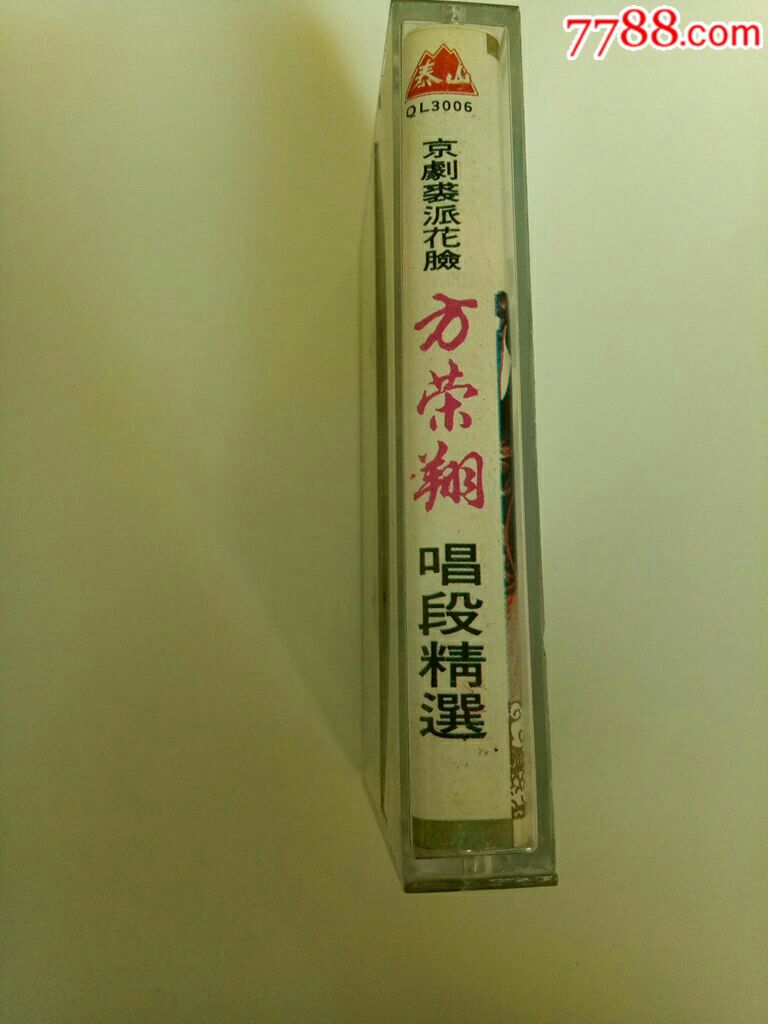 7788.com
泰山
QL3006
京劇裘派花臉
方荣翔
唱段精選